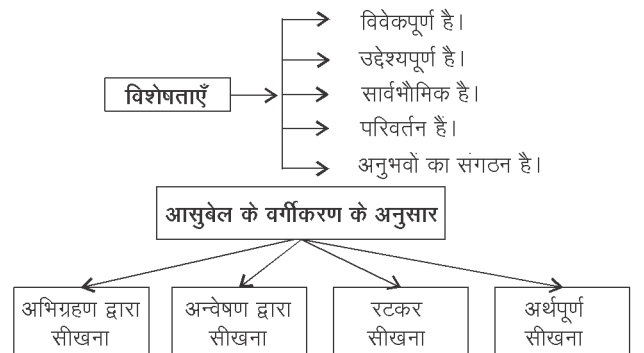 विवेकपूर्ण है।
उद्देश्यपूर्ण है।
विशेषताएँ
सार्वभौमिक है।
परिवर्तन हैं।
अनुभवों का संगठन है।
आसुबेल के वर्गीकरण के अनुसार
अभिग्रहण द्वारा
सीखना
अन्वेषण द्वारा
सीखना
रटकर
सीखना
अर्थपूर्ण
सीखना